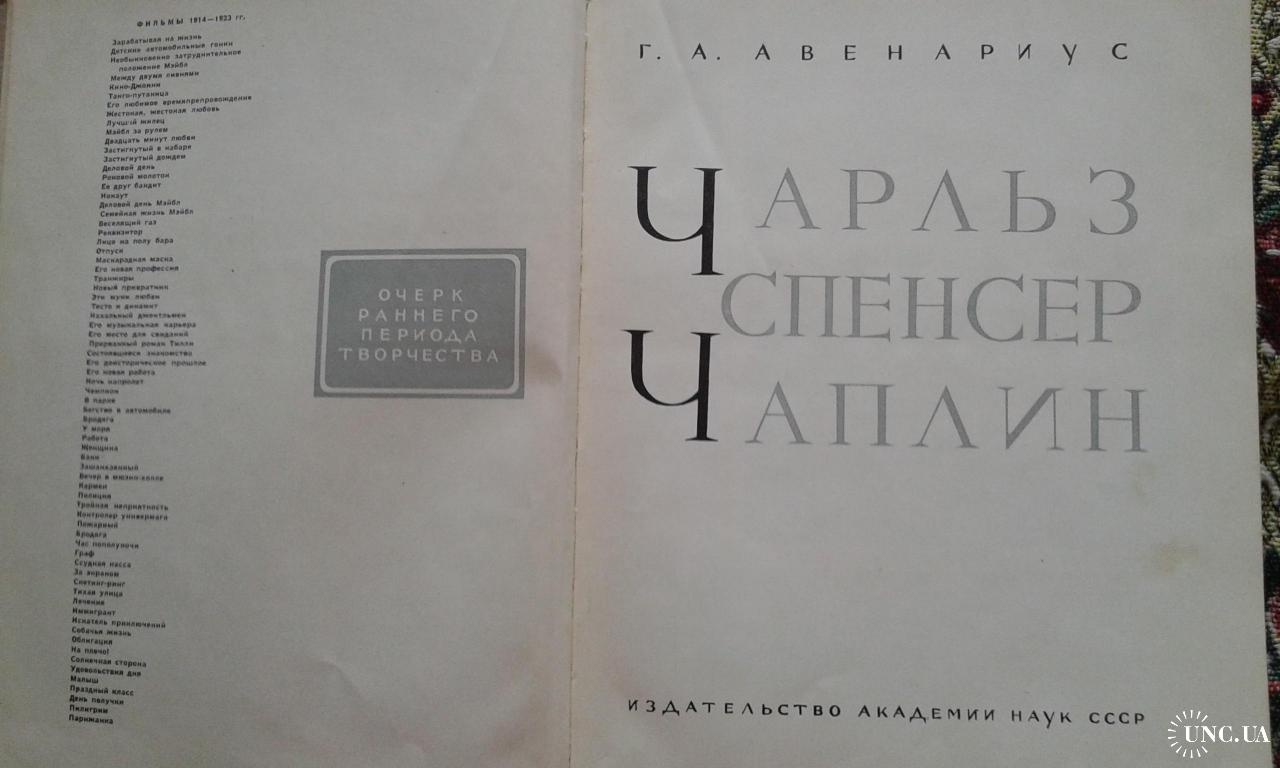 ФИЛЬМЫ 1914—1923 гг.
Зарабатывая на жизнь
Детские автомобильные гонки
Необыкновенно затруднительное
положение Мэйбл
Между двумя ливнями
Кино-Джонни
Танго-путаница
Его любимое времяпрепровождение
Жестокая, жестокая любовь
Лучший жилец
Мэйбл за рулем
Двадцать минут любви
Застигнутый в кабаре
Застигнутый дождем
Деловой день
Роковой молоток
Ее друг бандит
Нокаут
Деловой день Мэйбл
Семейная жизнь Мэйбл
Веселящий газ
Реквизитор
Лицо на полу бара
Отпуск
Маскарадная маска
Его новая профессия
Транжиры
Новый привратник
Эти муки любви
Тесто и динамит
Нахальный джентльмен
Его музыкальная карьера
Его место для свиданий
Прерванный роман Тилли
Состоявшееся знакомство
Его доисторическое прошлое
Его новая работа
Ночь напролет
Чемпион
В парке
Бегство в автомобиле
Бродяга
У моря
Работа
Женщина
Банк
Зашанхаенный
Вечер в мюзик-холле
Кармен
Полиция
Тройная неприятность
Контролер универмага
Пожарный
Бродяга
Час пополуночи
Граф
Ссудная касса
За экраном
Скетинг-ринг
Тихая улица
Лечение
Иммигрант
Искатель приключений
Собачья жизнь
Облигация
На плечо!
Солнечная сторона
Удовольствия дня
Малыш
Праздный класс
День получки
Пилигрим
Парижанка
ОЧЕРК
РАННЕГО
ПЕРИОДА
ТВОРЧЕСТВА
Г. А. АВЕНАРИУС
ЧАРЛЬЗ
СПЕНСЕР
ЧАПЛИН
ИЗДАТЕЛЬСТВО АКАДЕМИИ НАУК СССР
UNC.UA